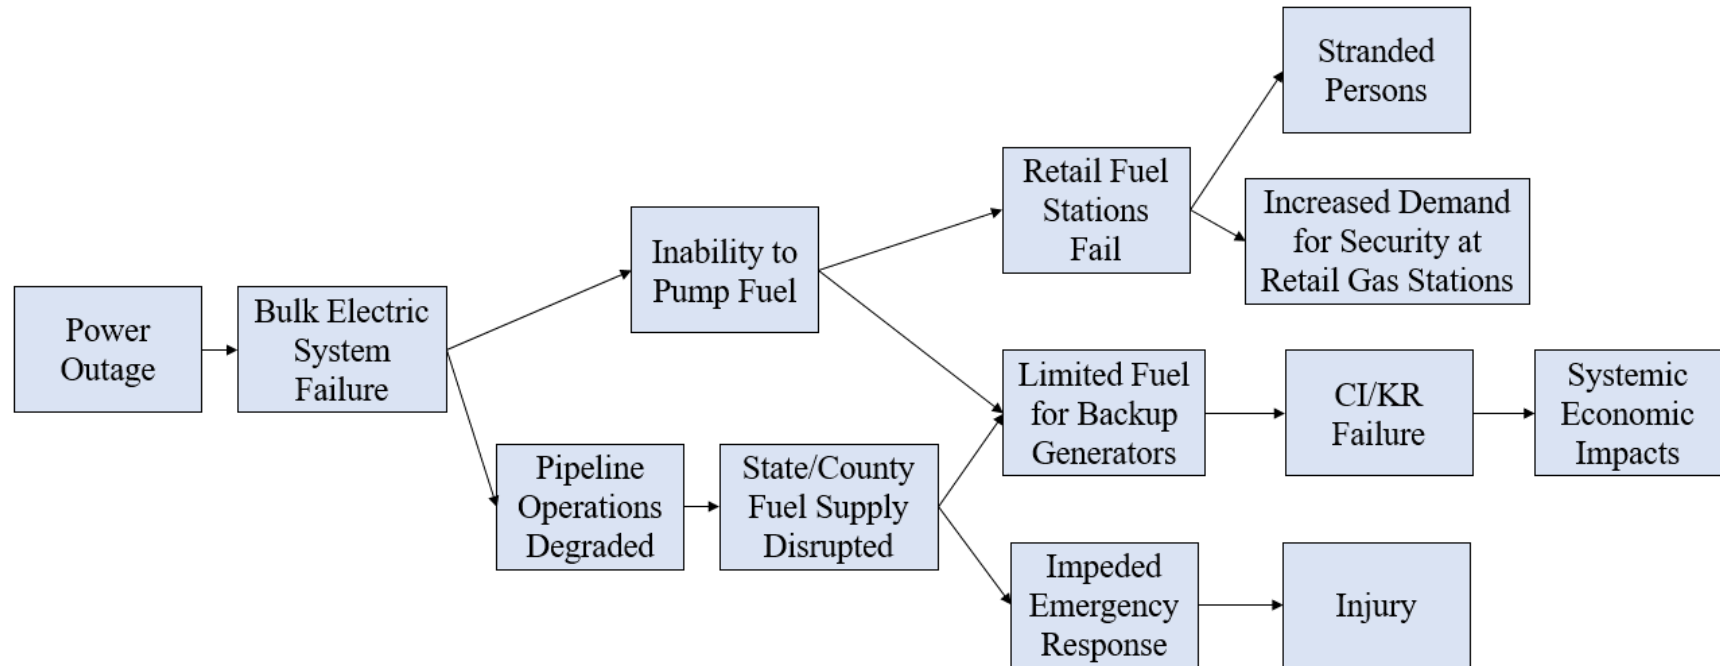 Power
Outage
Bulk Electric
System
Failure
Inability to
Pump Fuel
Pipeline
Operations
Degraded
State/County
Fuel Supply
Disrupted
Retail Fuel
Stations
Fail
Limited Fuel
for Backup
Generators
Impeded
Emergency
Response
Stranded
Persons
Increased Demand
for Security at
Retail Gas Stations
CI/KR
Failure
Injury
Systemic
Economic
Impacts